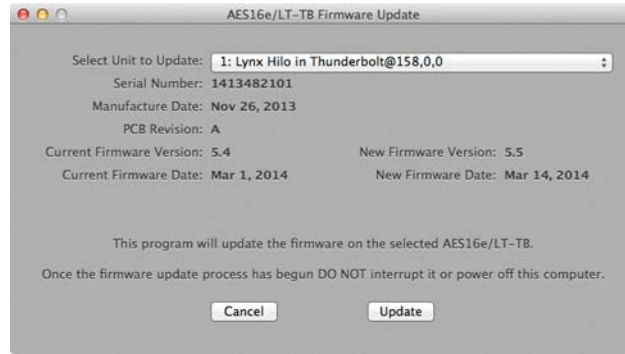 AES16e/LT-TB Firmware Update
Select Unit to Update: 1: Lynx Hilo in Thunderbolt@158,0,0
Serial Number: 1413482101
Manufacture Date: Nov 26, 2013
PCB Revision: A
Current Firmware Version: 5.4 New Firmware Version: 5.5
Current Firmware Date: Mar 1, 2014 New Firmware Date: Mar 14, 2014
This program will update the firmware on the selected AES16e/LT-TB.
Once the firmware update process has begun DO NOT interrupt it or power off this computer.
Cancel Update